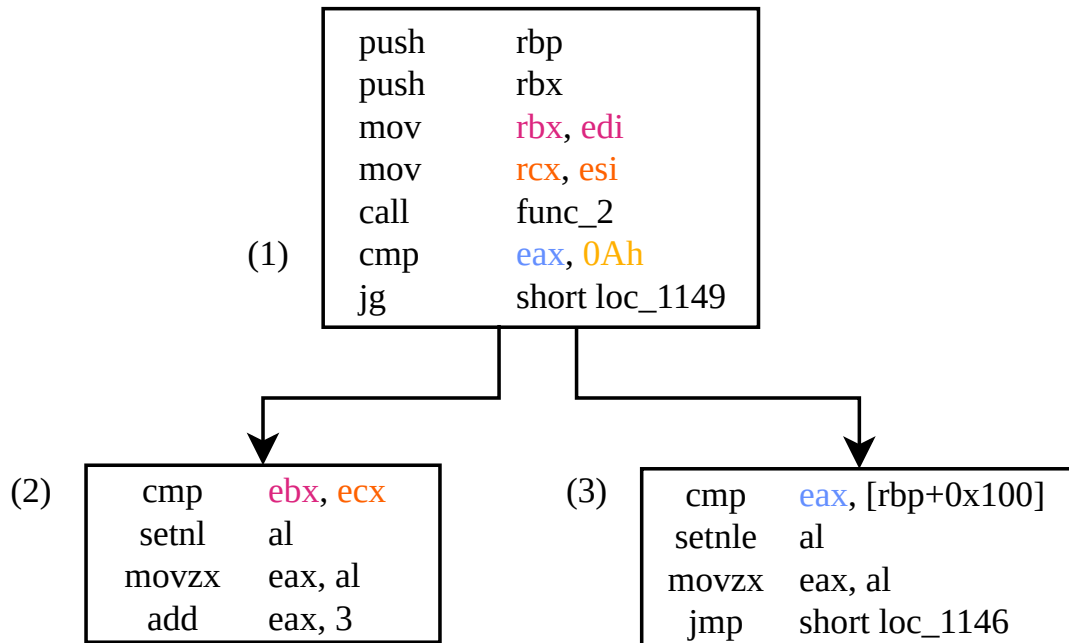 push rbp
push rbx
mov rbx, edi
mov rcx, esi
call func_2
(1) cmp eax, 0Ah
jg short loc_1149
(2) cmp ebx, ecx
setnl al
movzx eax, al
add eax, 3
(3) cmp eax, [rbp+0x100]
setnle al
movzx eax, al
jmp short loc_1146